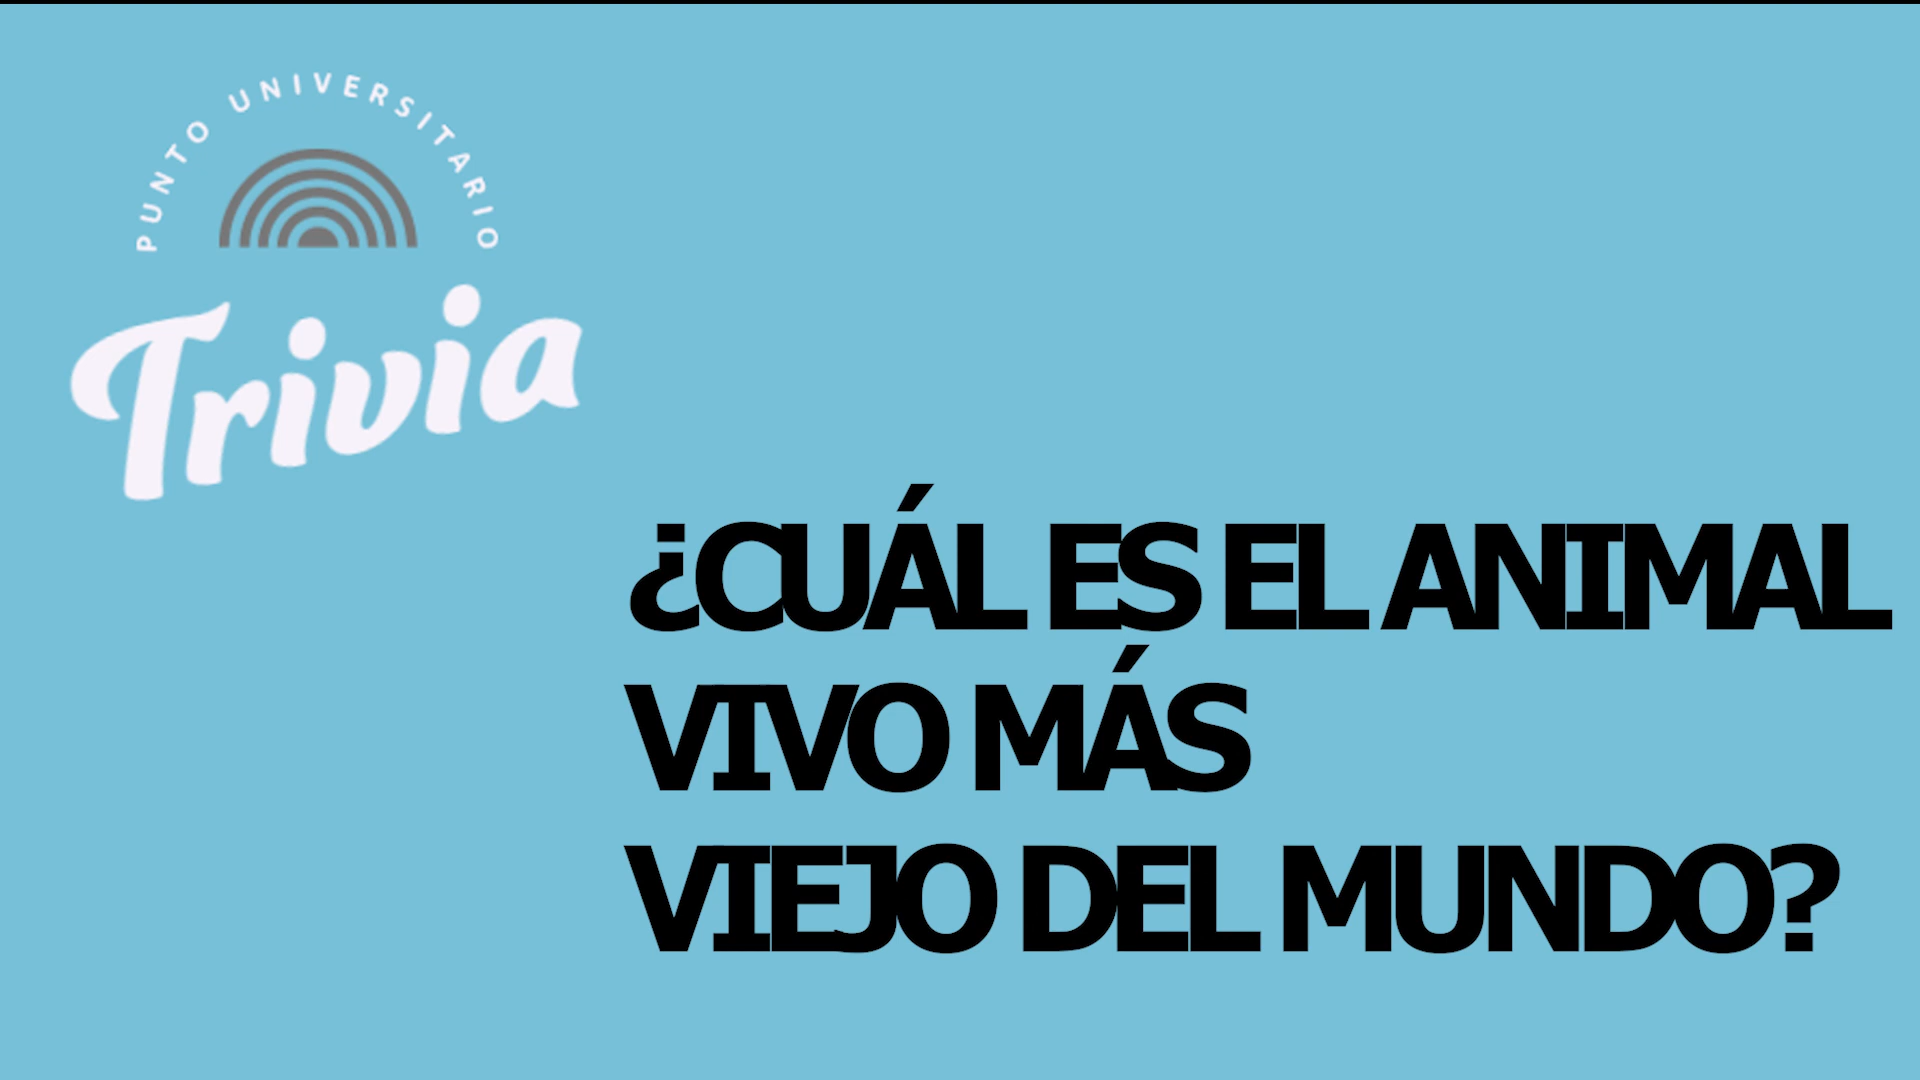 PUNTO UNIVERSITARIO
Trivia
¿CUÁL ES EL ANIMAL
VIVO MÁS
VIEJO DEL MUNDO?